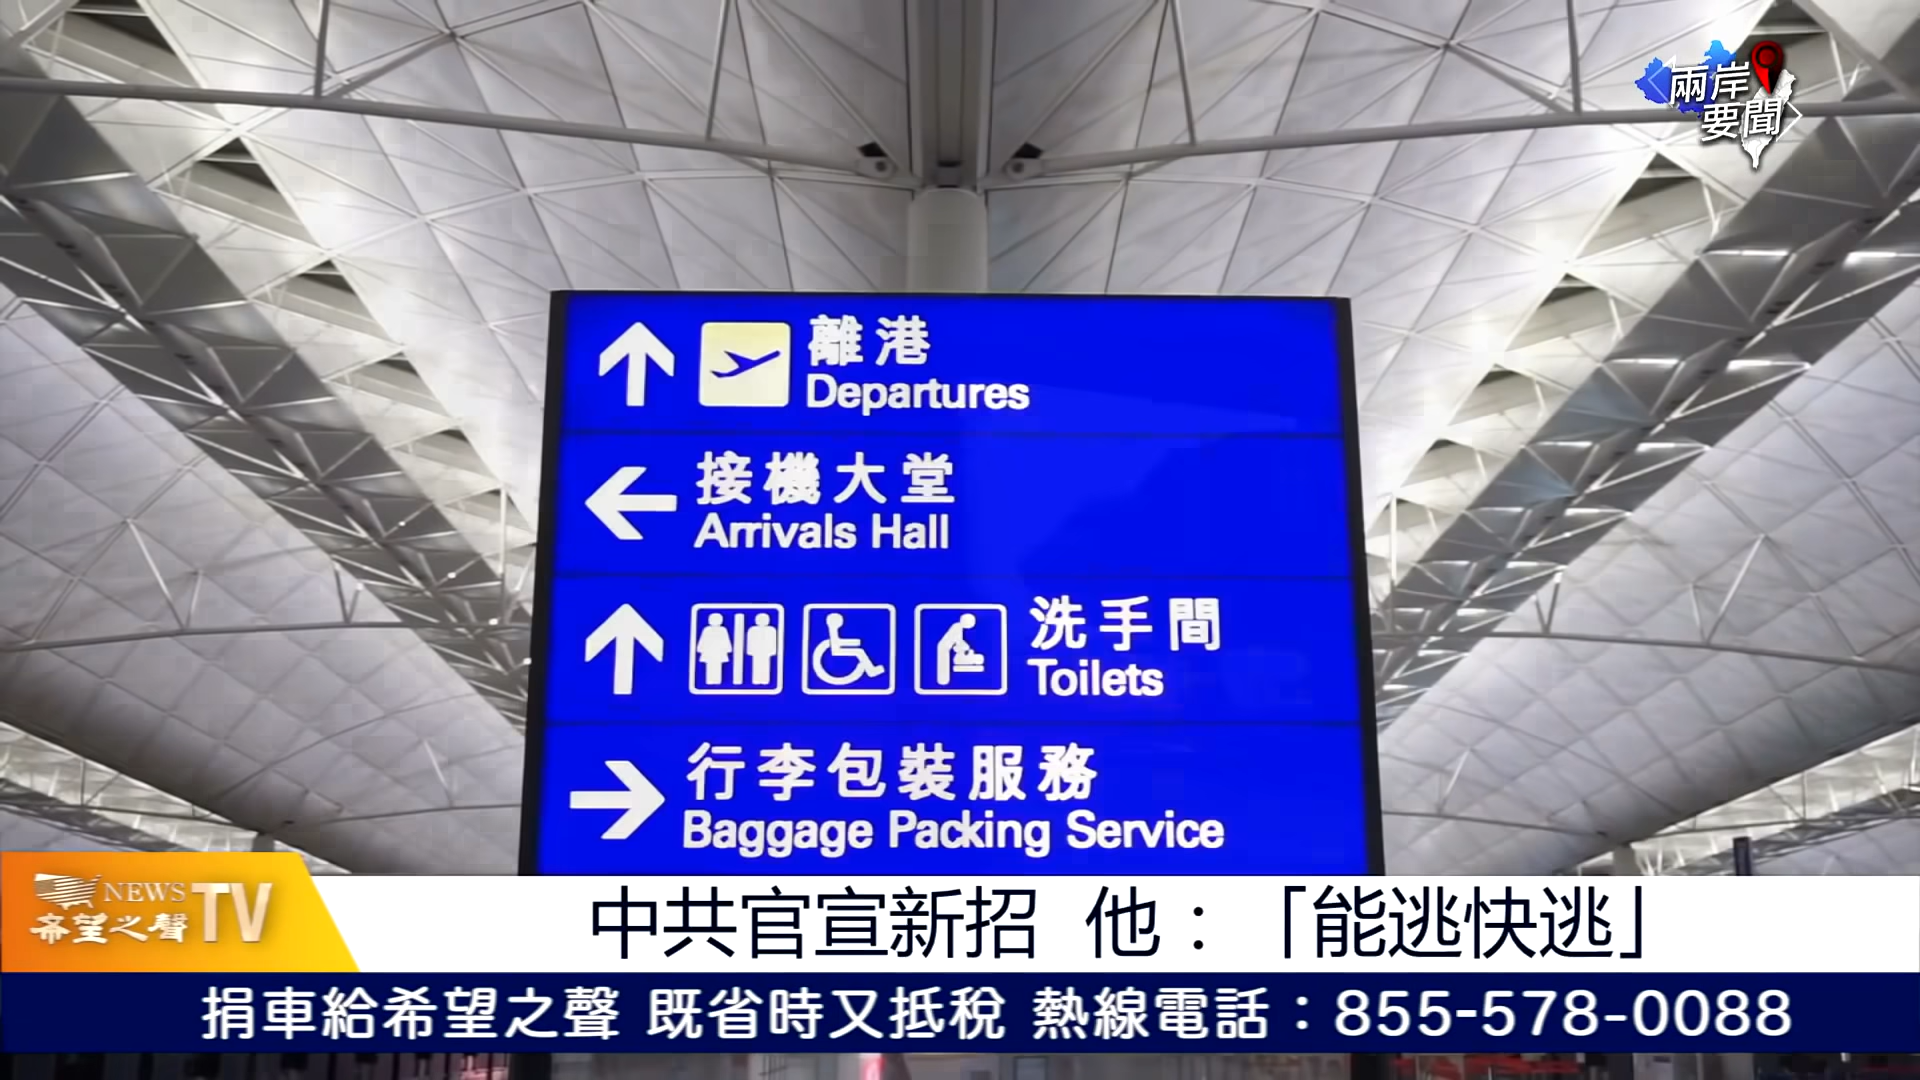 兩岸
要聞
離港
Departures
接機大堂
Arrivals Hall
洗手間
Toilets
行李包裝服務
Baggage Packing Service
NEWS
希望之聲 TV
中共官宣新招 他：「能逃快逃」
捐車給希望之聲 既省時又抵稅 熱線電話：855-578-0088